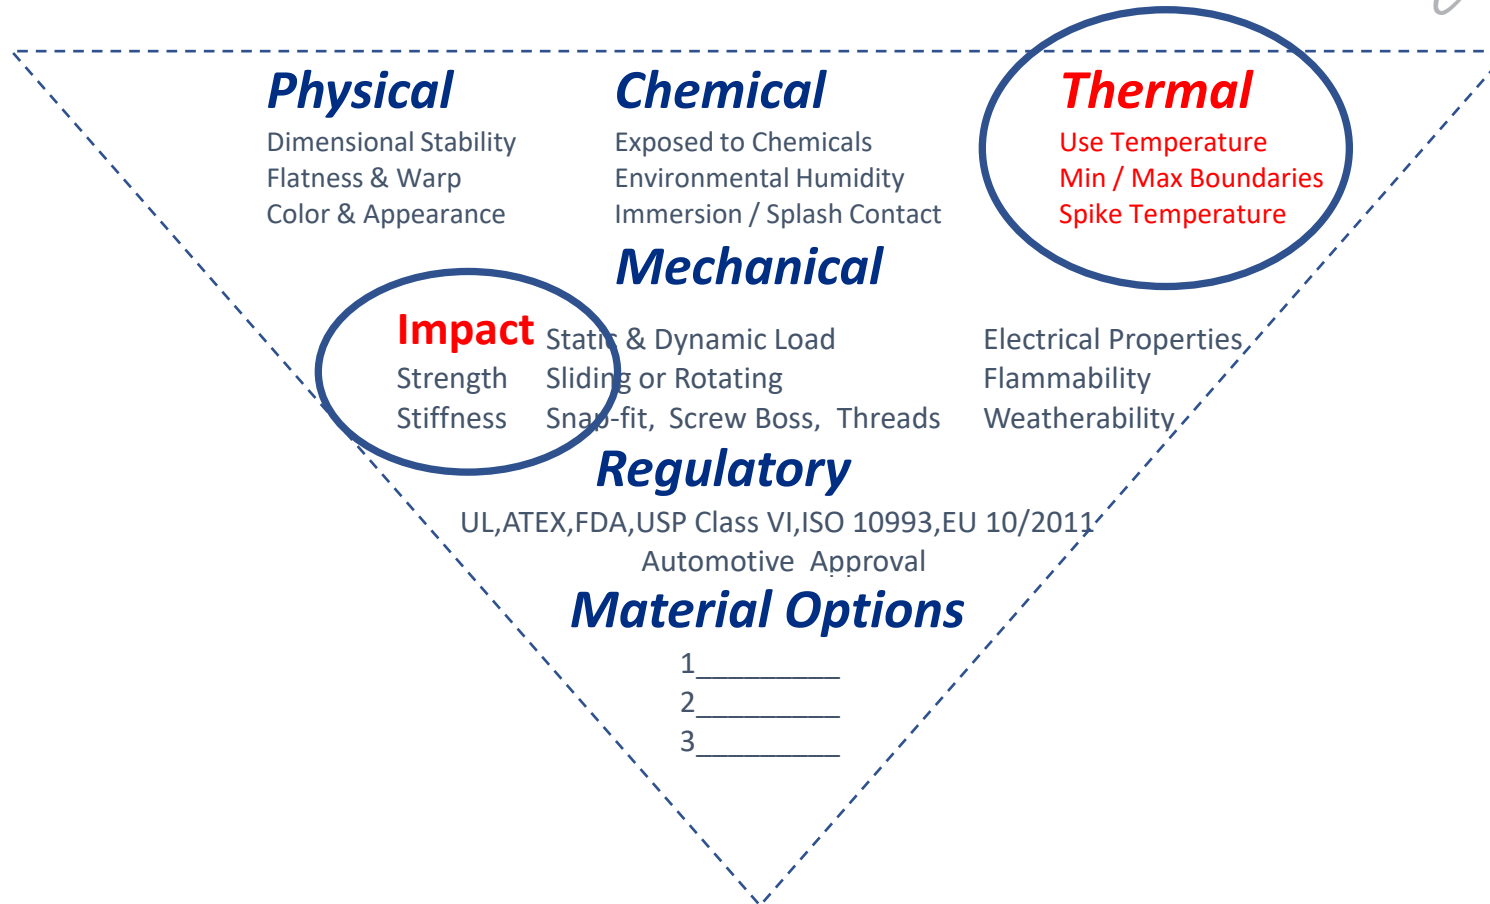 Physical
Dimensional Stability
Flatness & Warp
Color & Appearance
Chemical
Exposed to Chemicals
Environmental Humidity
Immersion / Splash Contact
Thermal
Use Temperature
Min / Max Boundaries
Spike Temperature
Mechanical
Impact
Strength
Stiffness
Static & Dynamic Load
Sliding or Rotating
Snap-fit, Screw Boss, Threads
Electrical Properties
Flammability
Weatherability
Regulatory
UL,ATEX,FDA,USP Class VI,ISO 10993,EU 10/2011
Automotive Approval
Material Options
1_________
2_________
3_________